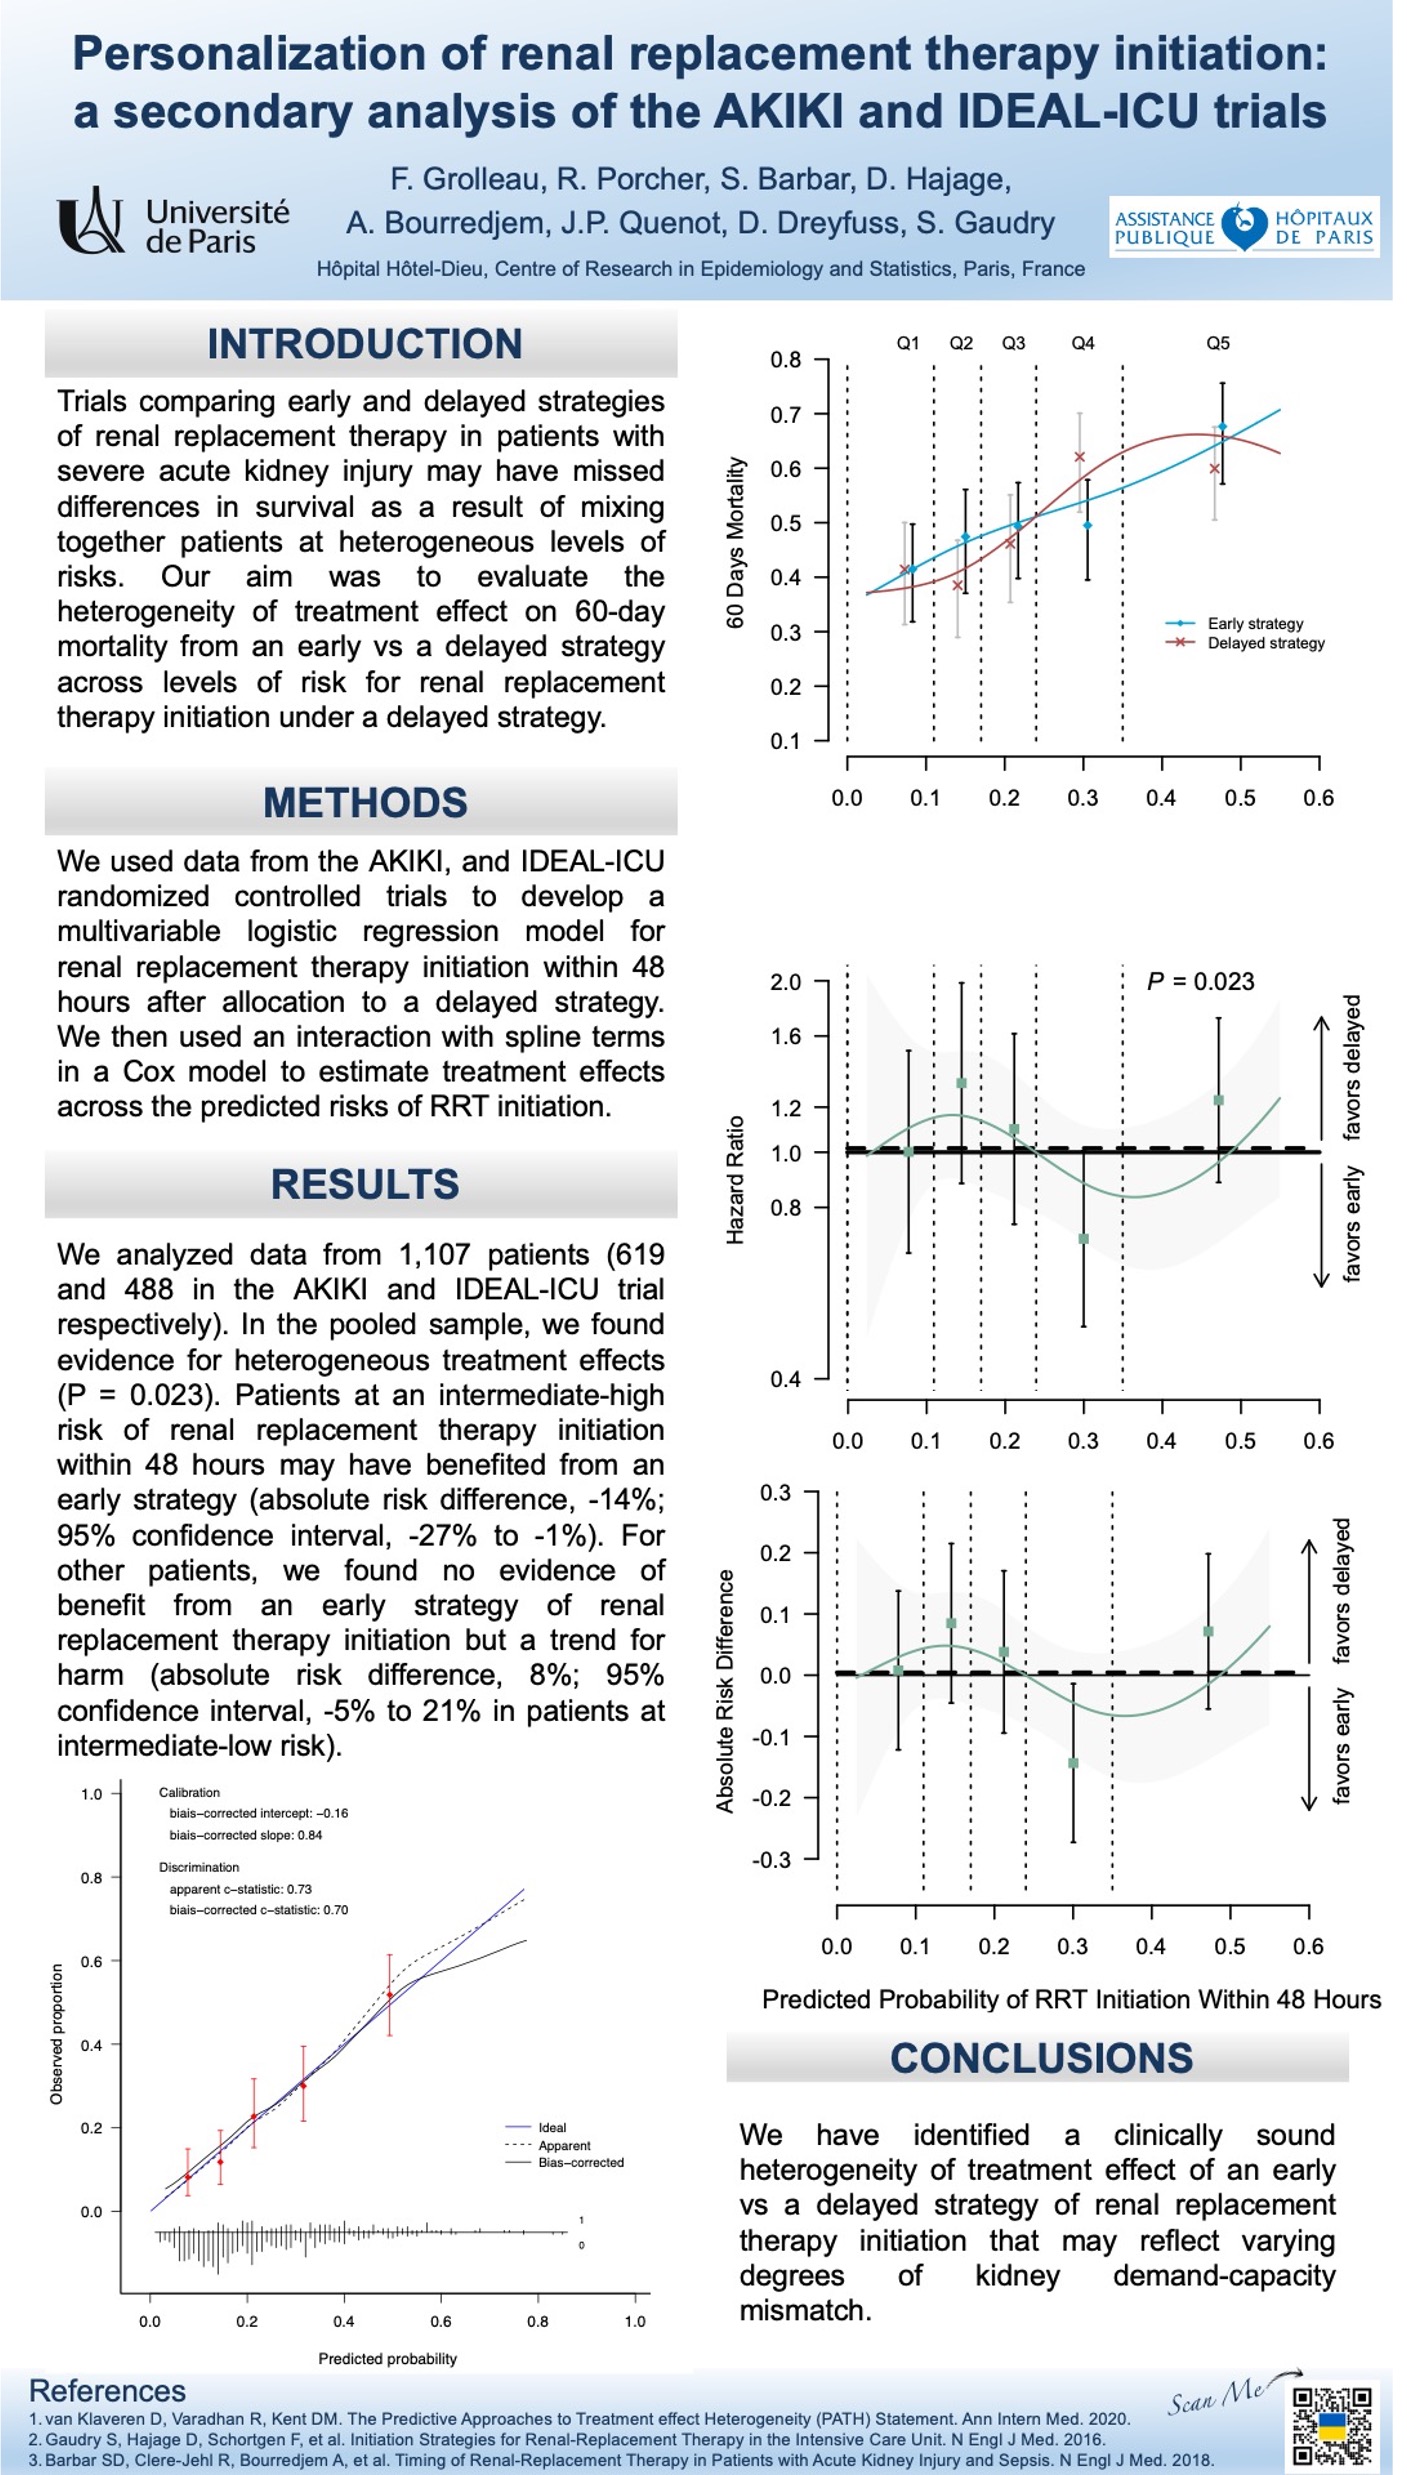 Personalization of renal replacement therapy initiation:
a secondary analysis of the AKIKI and IDEAL-ICU trials
F. Grolleau, R. Porcher, S. Barbar, D. Hajage,
A. Bourredjem, J.P. Quenot, D. Dreyfuss, S. Gaudry
Hôpital Hôtel-Dieu, Centre of Research in Epidemiology and Statistics, Paris, France
Université
de Paris
ASSISTANCE
PUBLIQUE
HÔPITAUX
DE PARIS
INTRODUCTION
Trials comparing early and delayed strategies
of renal replacement therapy in patients with
severe acute kidney injury may have missed
differences in survival as a result of mixing
together patients at heterogeneous levels of
risks. Our aim was to evaluate the
heterogeneity of treatment effect on 60-day
mortality from an early vs a delayed strategy
across levels of risk for renal replacement
therapy initiation under a delayed strategy.
METHODS
We used data from the AKIKI, and IDEAL-ICU
randomized controlled trials to develop a
multivariable logistic regression model for
renal replacement therapy initiation within 48
hours after allocation to a delayed strategy.
We then used an interaction with spline terms
in a Cox model to estimate treatment effects
across the predicted risks of RRT initiation.
RESULTS
We analyzed data from 1,107 patients (619
and 488 in the AKIKI and IDEAL-ICU trial
respectively). In the pooled sample, we found
evidence for heterogeneous treatment effects
(P = 0.023). Patients at an intermediate-high
risk of renal replacement therapy initiation
within 48 hours may have benefited from an
early strategy (absolute risk difference, -14%;
95% confidence interval, -27% to -1%). For
other patients, we found no evidence of
benefit from an early strategy of renal
replacement therapy initiation but a trend for
harm (absolute risk difference, 8%; 95%
confidence interval, -5% to 21% in patients at
intermediate-low risk).
Calibration
biais−corrected intercept: −0.16
biais−corrected slope: 0.84
Discrimination
apparent c−statistic: 0.73
biais−corrected c−statistic: 0.70
Observed proportion
1.0
0.8
0.6
0.4
0.2
0.0
Ideal
Apparent
Bias−corrected
1
0
0.0 0.2 0.4 0.6 0.8 1.0
Predicted probability
Q1 Q2 Q3 Q4 Q5
60 Days Mortality
0.8
0.7
0.6
0.5
0.4
0.3
0.2
0.1
Early strategy
Delayed strategy
0.0 0.1 0.2 0.3 0.4 0.5 0.6
P = 0.023
Hazard Ratio
2.0
1.6
1.2
1.0
0.8
0.4
favors delayed
favors early
0.0 0.1 0.2 0.3 0.4 0.5 0.6
Absolute Risk Difference
0.3
0.2
0.1
0.0
-0.1
-0.2
-0.3
favors delayed
favors early
0.0 0.1 0.2 0.3 0.4 0.5 0.6
Predicted Probability of RRT Initiation Within 48 Hours
CONCLUSIONS
We have identified a clinically sound
heterogeneity of treatment effect of an early
vs a delayed strategy of renal replacement
therapy initiation that may reflect varying
degrees of kidney demand-capacity
mismatch.
References
1. van Klaveren D, Varadhan R, Kent DM. The Predictive Approaches to Treatment effect Heterogeneity (PATH) Statement. Ann Intern Med. 2020.
2. Gaudry S, Hajage D, Schortgen F, et al. Initiation Strategies for Renal-Replacement Therapy in the Intensive Care Unit. N Engl J Med. 2016.
3. Barbar SD, Clere-Jehl R, Bourredjem A, et al. Timing of Renal-Replacement Therapy in Patients with Acute Kidney Injury and Sepsis. N Engl J Med. 2018.
Scan Me